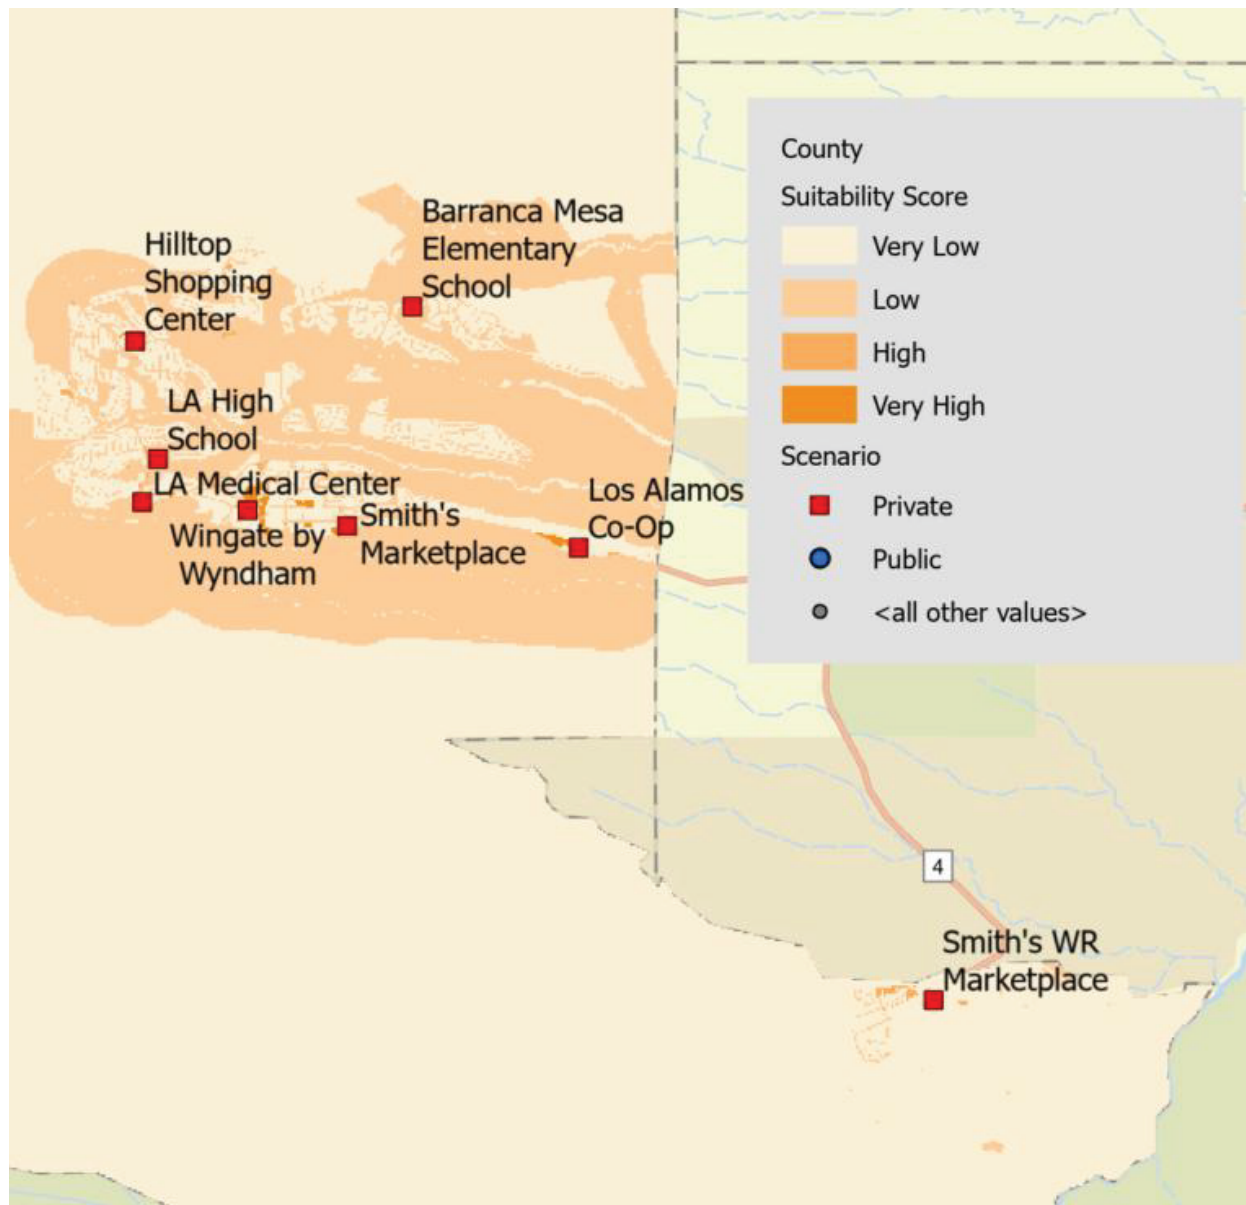 Barranca Mesa
Elementary
School
Hilltop
Shopping
Center
LA High
School
LA Medical Center
Wingate by
Wyndham
Smith's
Marketplace
Los Alamos
Co-Op
County
Suitability Score
Very Low
Low
High
Very High
Scenario
Private
Public
<all other values>
4
Smith's WR
Marketplace